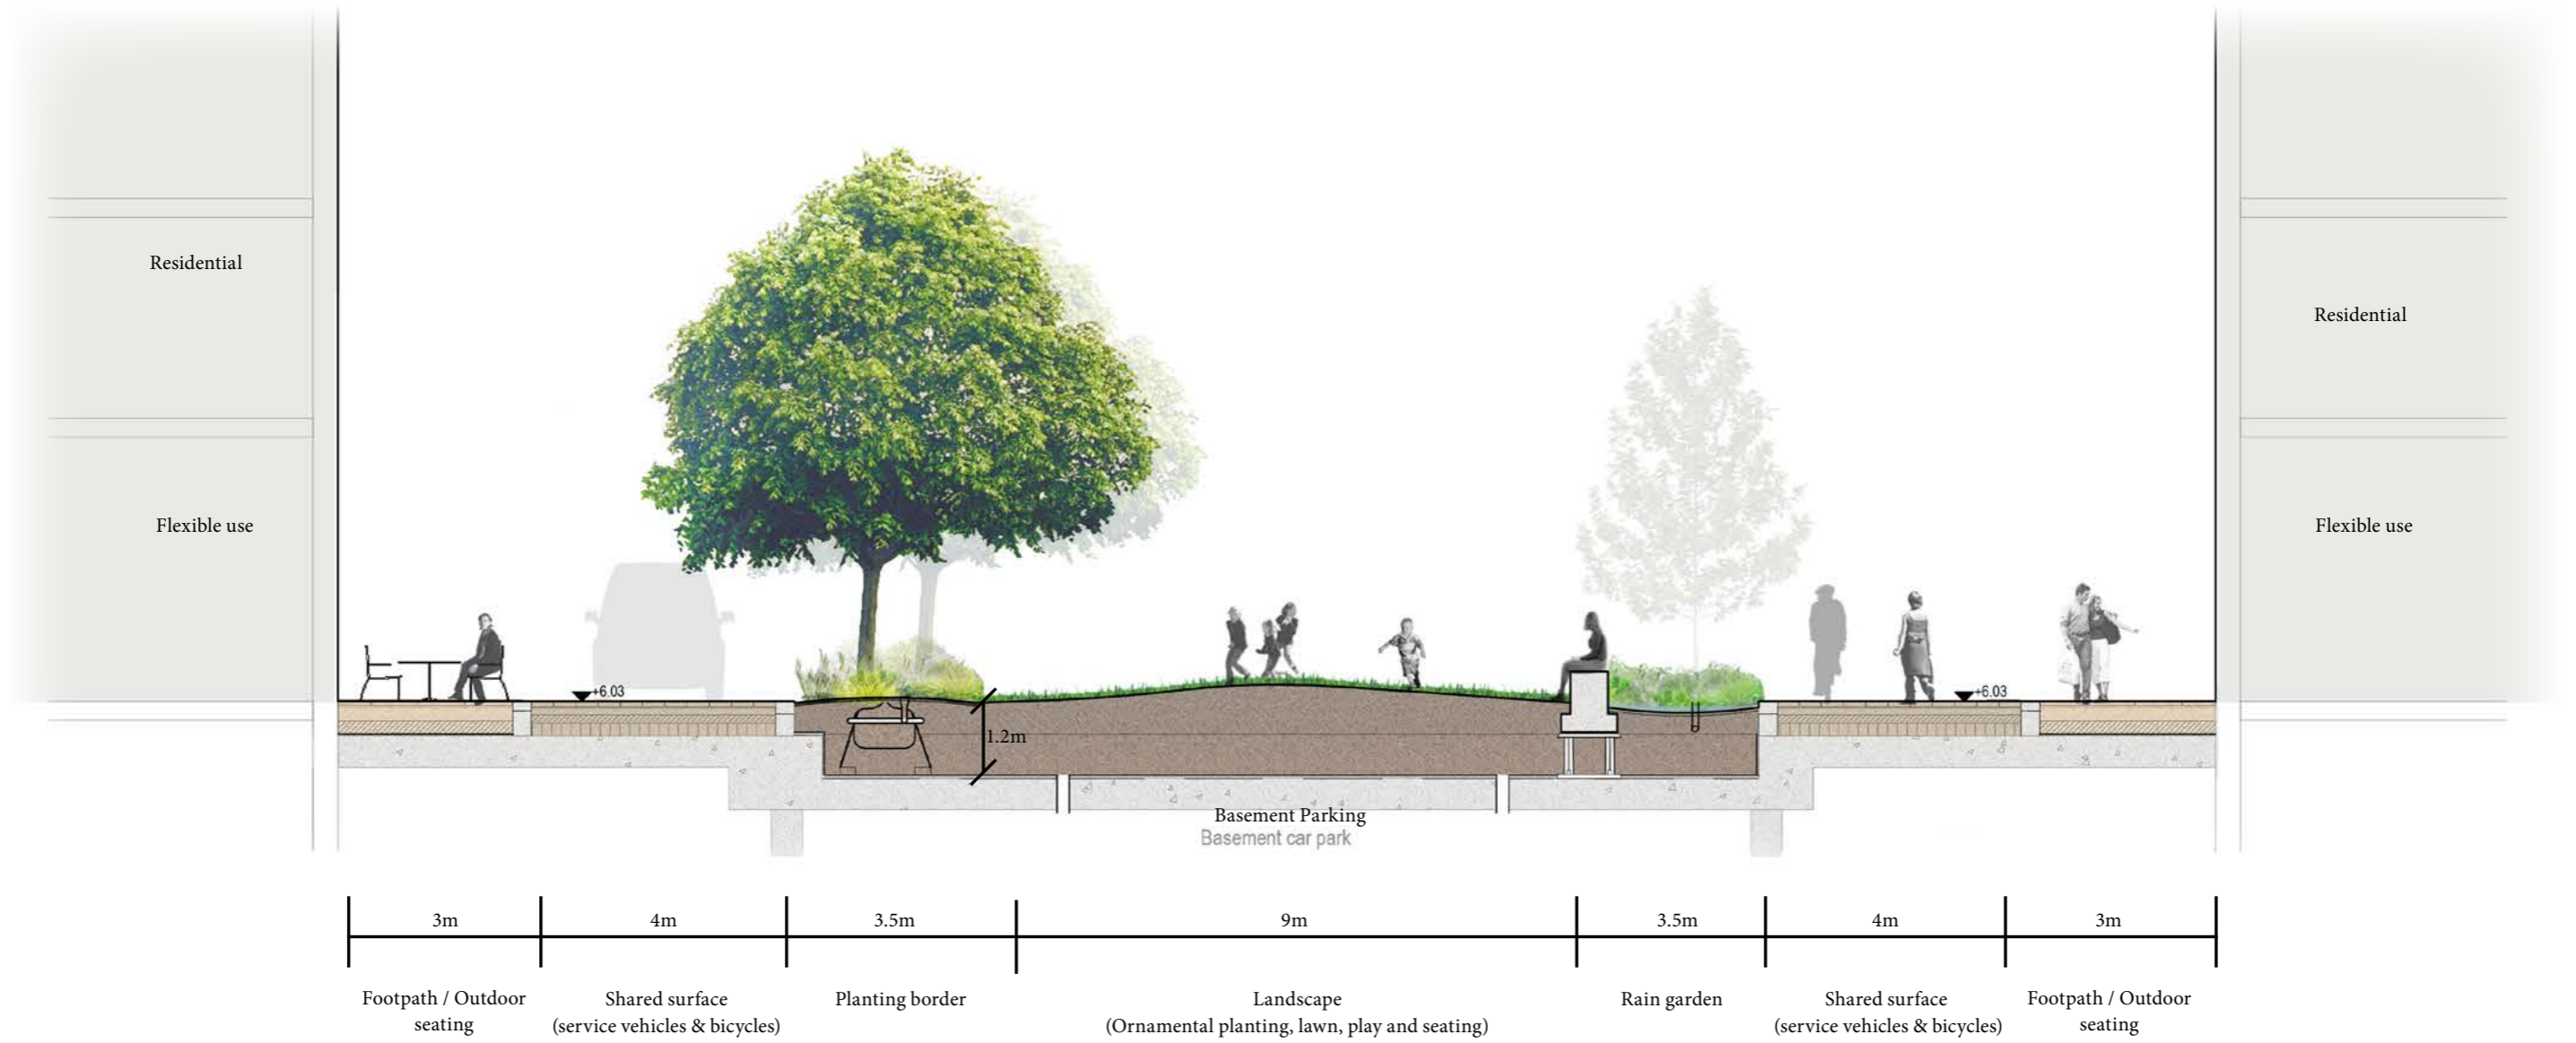 Residential
Residential
Flexible use
Flexible use
+6.03
+6.03
1.2m
Basement Parking
Basement car park
3m
4m
3.5m
9m
3.5m
4m
3m
Footpath / Outdoor
seating
Shared surface
(service vehicles & bicycles)
Planting border
Landscape
(Ornamental planting, lawn, play and seating)
Rain garden
Shared surface
(service vehicles & bicycles)
Footpath / Outdoor
seating